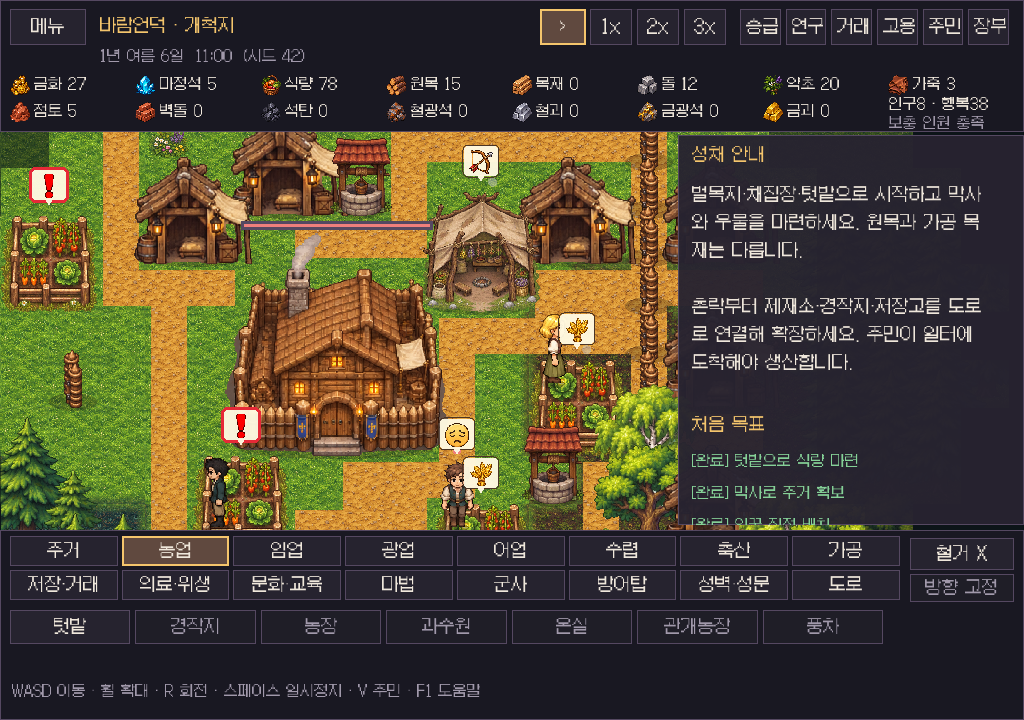 메뉴
바람언덕 · 개척지
> 1x 2x 3x 승급 연구 거래 고용 주민 장부
1년 여름 6일 11:00 (시드 42)
금화 27 마정석 5 식량 78 원목 15 목재 0 돌 12 약초 20 가죽 3
점토 5 벽돌 0 석탄 0 철광석 0 철괴 0 금광석 0 금괴 0
인구8 · 행복38
보충 인원 충족
성채 안내
벌목지·채집장·텃밭으로 시작하고 막사
와 우물을 마련하세요. 원목과 가공 목
재는 다릅니다.
촌락부터 제재소·경작지·저장고를 도로
로 연결해 확장하세요. 주민이 일터에
도착해야 생산합니다.
처음 목표
[완료] 텃밭으로 식량 마련
[완료] 막사로 주거 확보
주거 농업 임업 광업 어업 수렵 축산 가공 철거 X
저장·거래 의료·위생 문화·교육 마법 군사 방어탑 성벽·성문 도로 방향 고정
텃밭 경작지 농장 과수원 온실 관개농장 풍차
WASD 이동 · 휠 확대 · R 회전 · 스페이스 일시정지 · V 주민 · F1 도움말